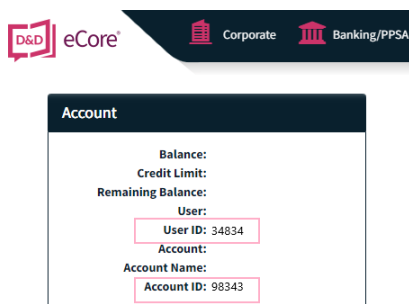 D&D eCore® Corporate Banking/PPSA
Account
Balance:
Credit Limit:
Remaining Balance:
User:
User ID: 34834
Account:
Account Name:
Account ID: 98343